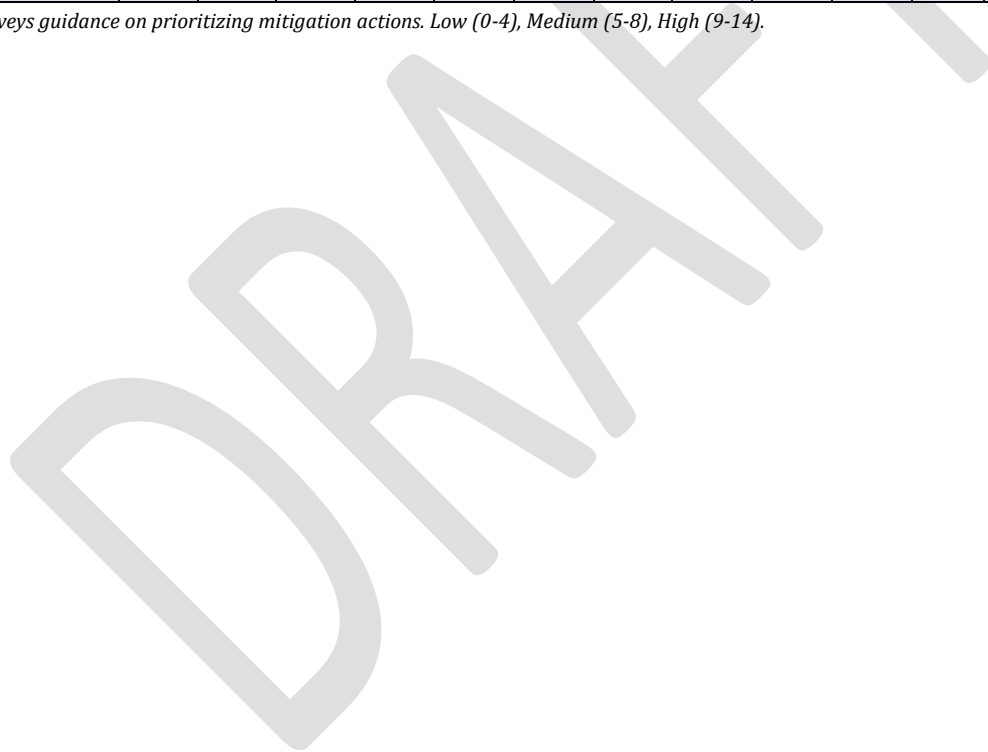 veys guidance on prioritizing mitigation actions. Low (0-4), Medium (5-8), High (9-14).
DRAFT